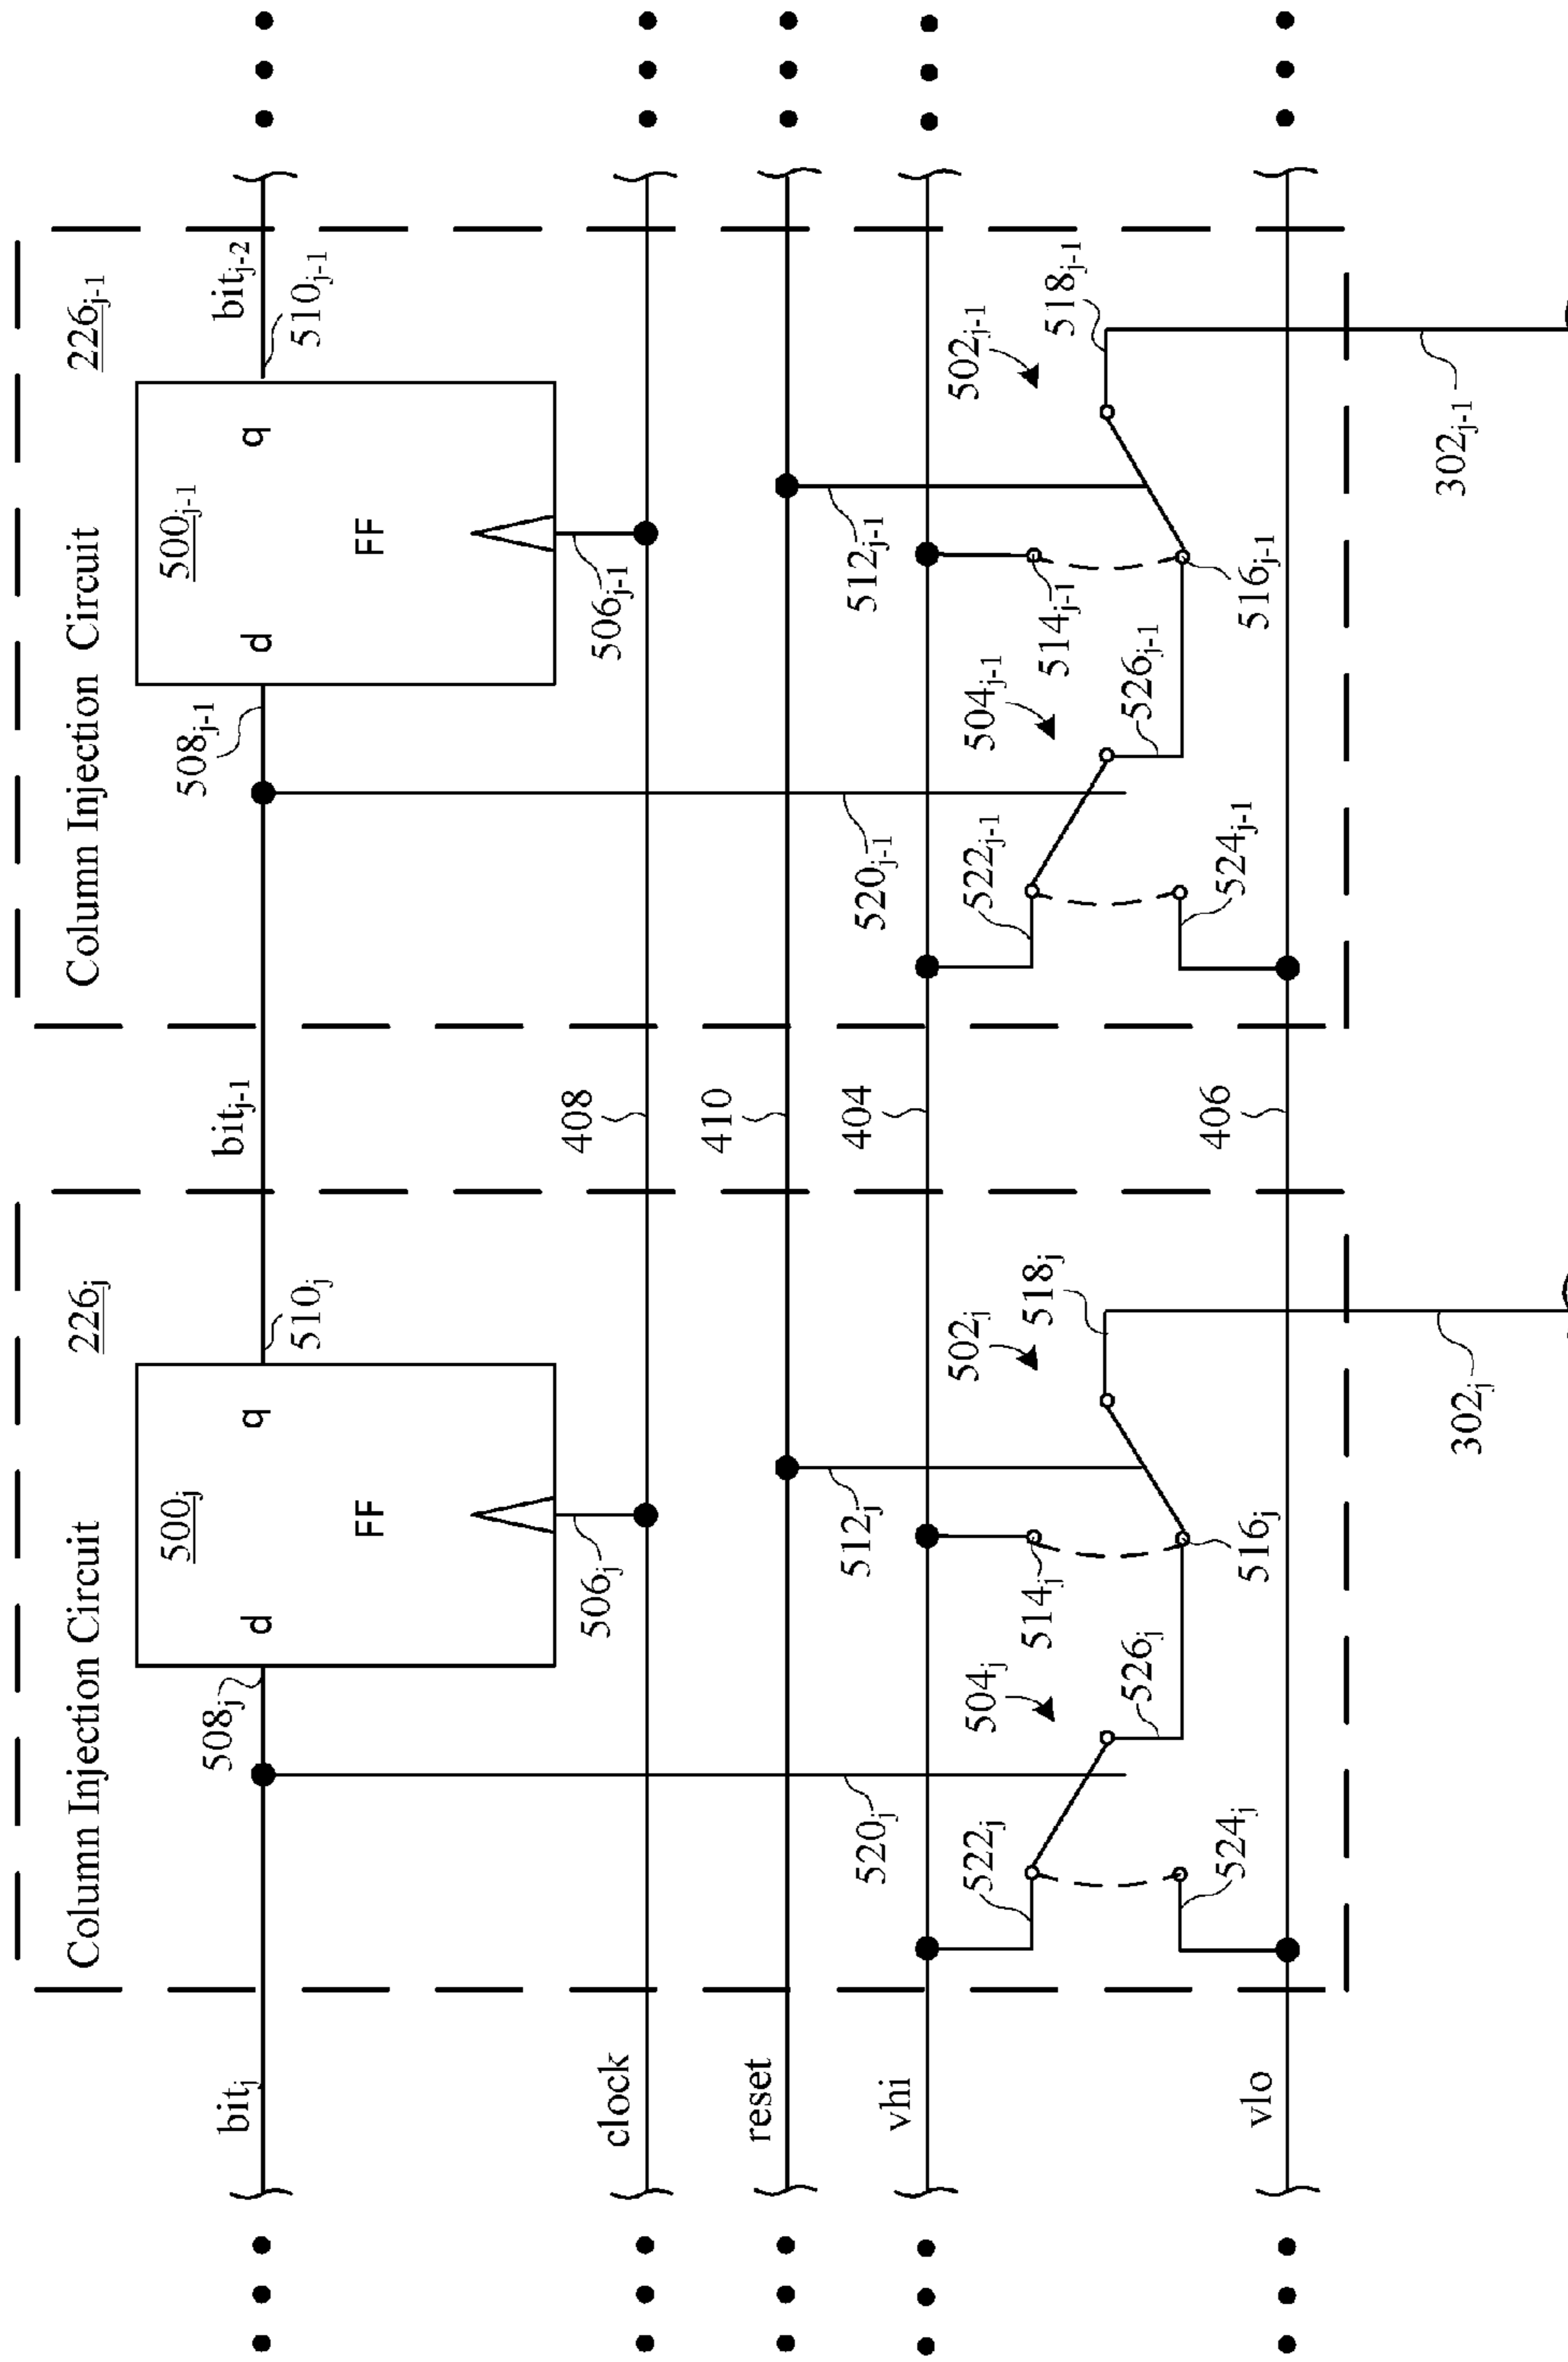 Column Injection Circuit
226j
Column Injection Circuit
226j-1
bitj
508j
d
500j
FF
q
510j
bitj-1
508j-1
d
500j-1
FF
q
bitj-2
510j-1
506j
506j-1
clock
408
reset
410
vhi
404
520j
512j
520j-1
512j-1
522j
504j
514j
502j
518j
522j-1
504j-1
514j-1
502j-1
518j-1
526j
526j-1
524j
516j
524j-1
516j-1
vlo
406
302j
302j-1